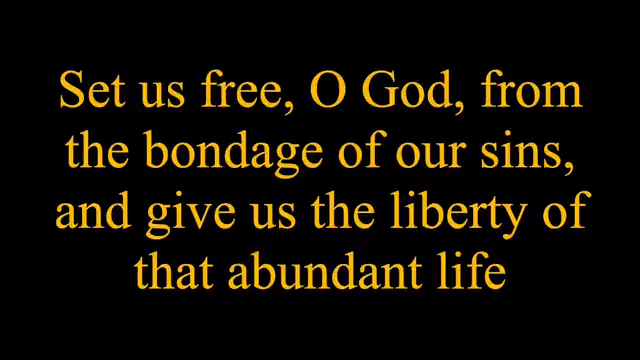 Set us free, O God, from
the bondage of our sins,
and give us the liberty of
that abundant life